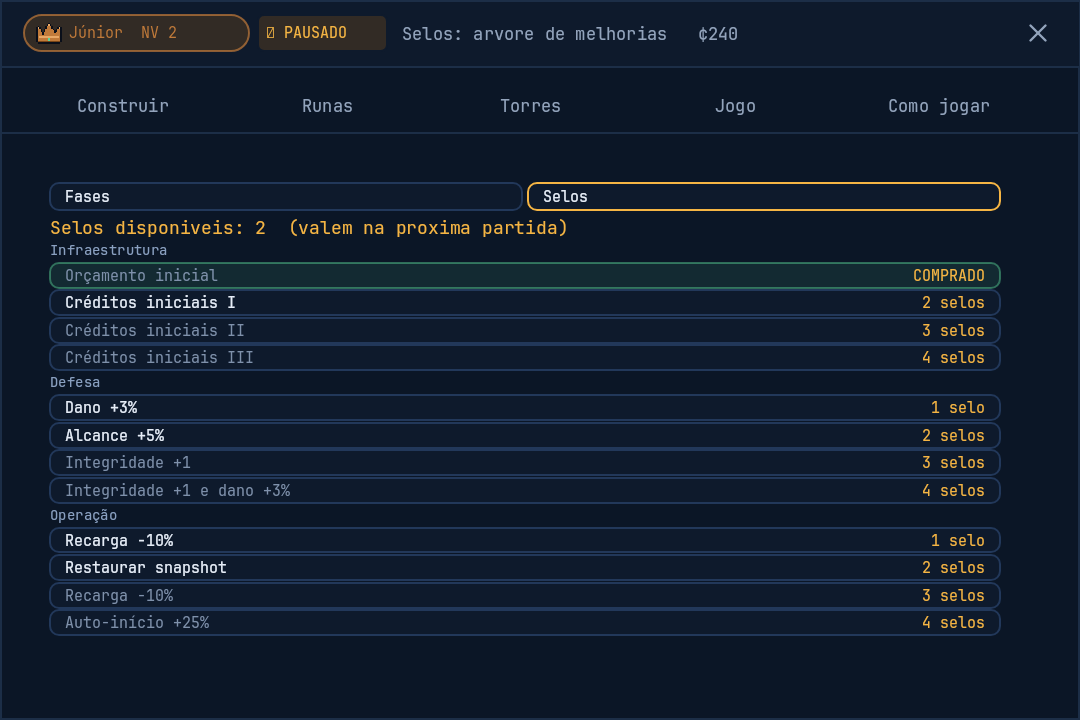 Júnior NV 2
PAUSADO
Selos: arvore de melhorias ¢240
Construir Runas Torres Jogo Como jogar
Fases
Selos
Selos disponiveis: 2 (valem na proxima partida)
Infraestrutura
Orçamento inicial COMPRADO
Créditos iniciais I 2 selos
Créditos iniciais II 3 selos
Créditos iniciais III 4 selos
Defesa
Dano +3% 1 selo
Alcance +5% 2 selos
Integridade +1 3 selos
Integridade +1 e dano +3% 4 selos
Operação
Recarga -10% 1 selo
Restaurar snapshot 2 selos
Recarga -10% 3 selos
Auto-início +25% 4 selos